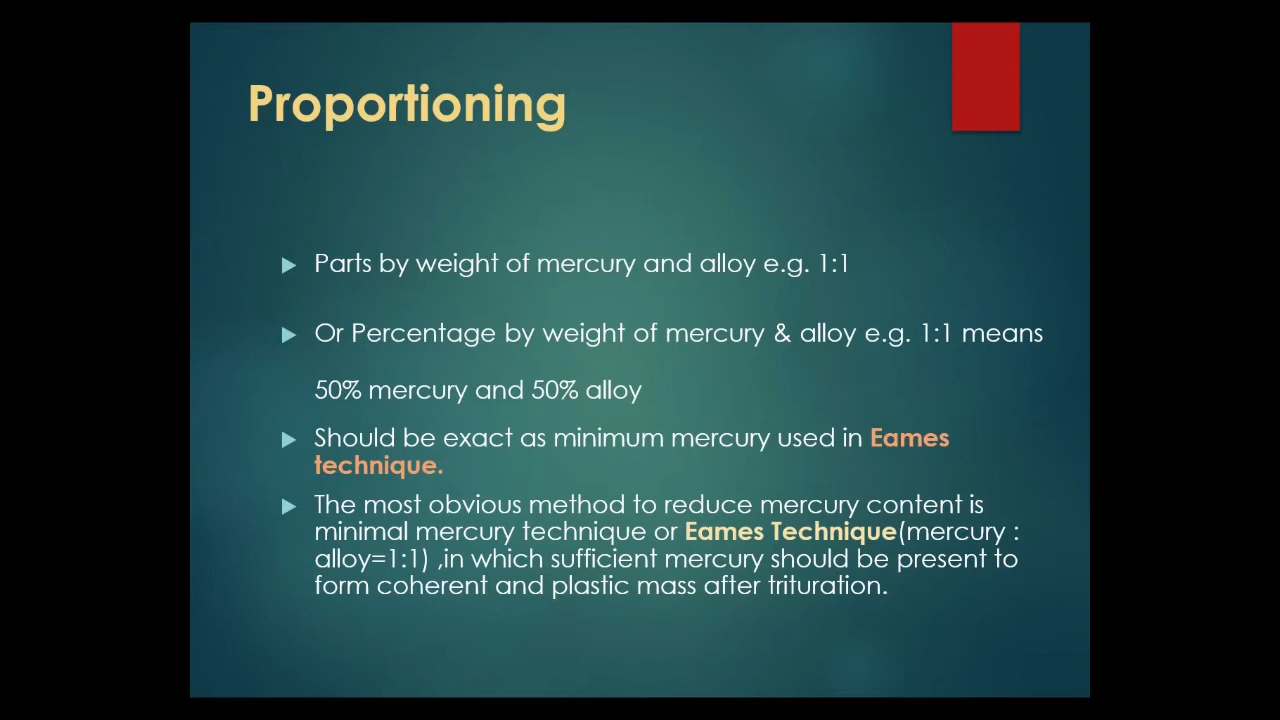 Proportioning
Parts by weight of mercury and alloy e.g. 1:1
Or Percentage by weight of mercury & alloy e.g. 1:1 means
50% mercury and 50% alloy
Should be exact as minimum mercury used in Eames
technique.
The most obvious method to reduce mercury content is
minimal mercury technique or Eames Technique(mercury :
alloy=1:1) ,in which sufficient mercury should be present to
form coherent and plastic mass after trituration.